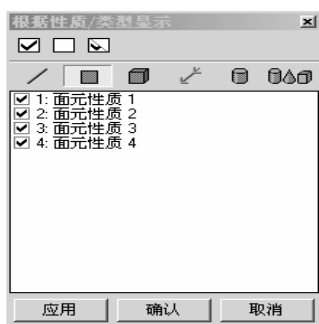 根据性质/类型显示
1: 面元性质 1
2: 面元性质 2
3: 面元性质 3
4: 面元性质 4
应用 确认 取消